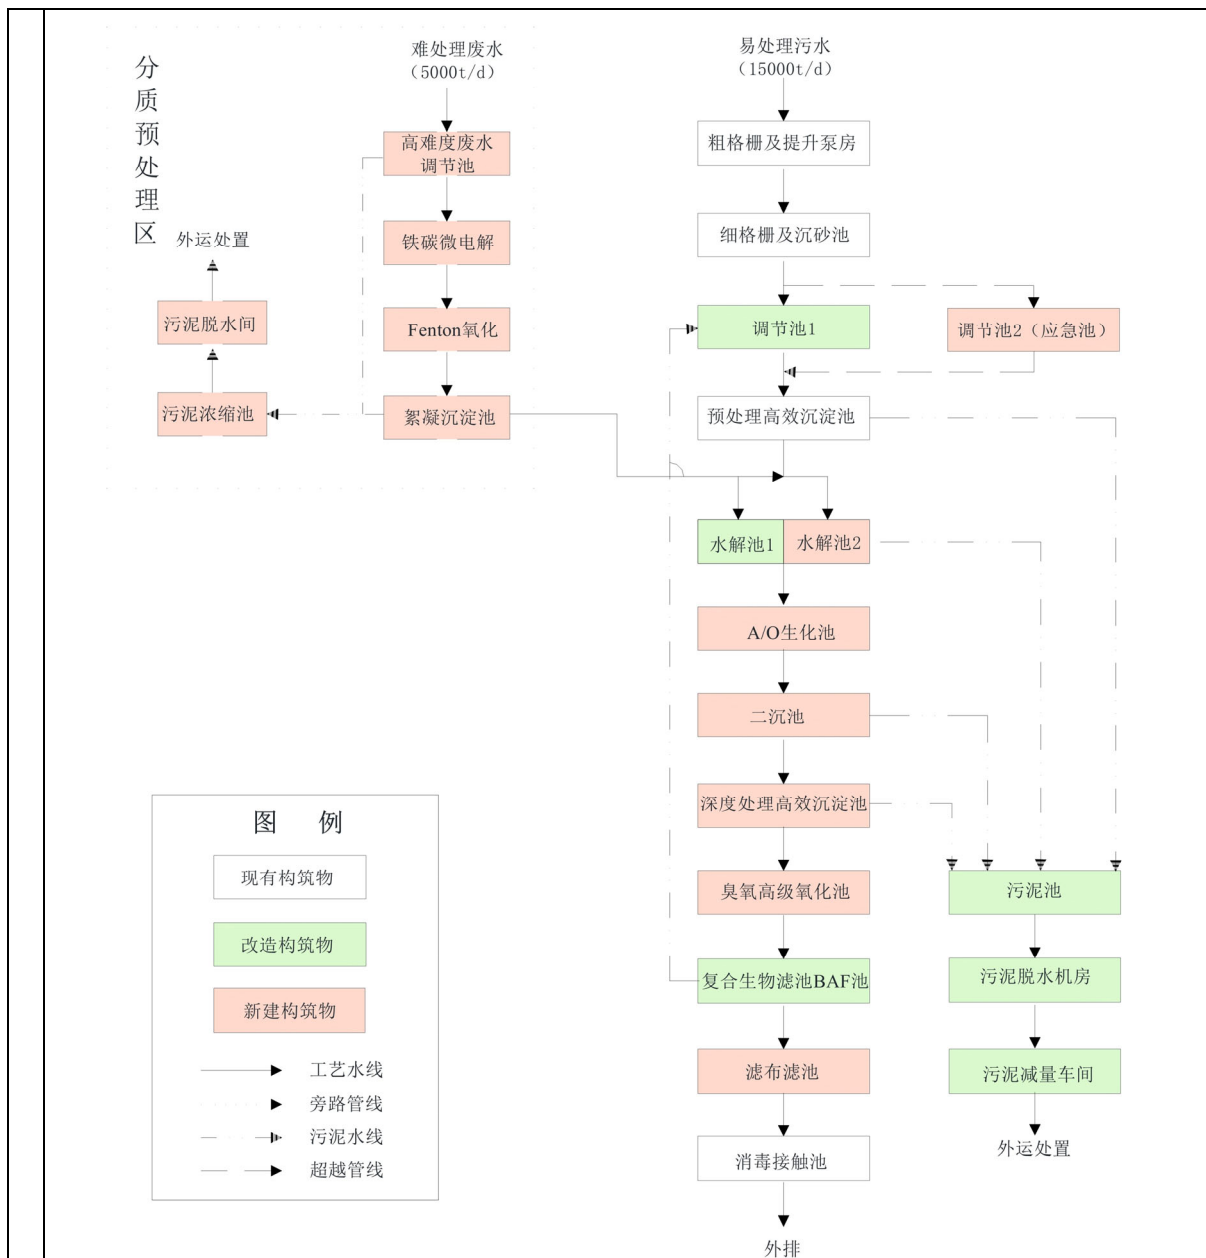 分
质
预
处
理
区
难处理废水
（5000t/d）
高难度废水
调节池
铁碳微电解
Fenton氧化
絮凝沉淀池
外运处置
污泥脱水间
污泥浓缩池
易处理污水
（15000t/d）
粗格栅及提升泵房
细格栅及沉砂池
调节池1
调节池2（应急池）
预处理高效沉淀池
水解池1
水解池2
A/O生化池
二沉池
深度处理高效沉淀池
臭氧高级氧化池
复合生物滤池BAF池
滤布滤池
消毒接触池
外排
污泥池
污泥脱水机房
污泥减量车间
外运处置
图 例
现有构筑物
改造构筑物
新建构筑物
工艺水线
旁路管线
污泥水线
超越管线